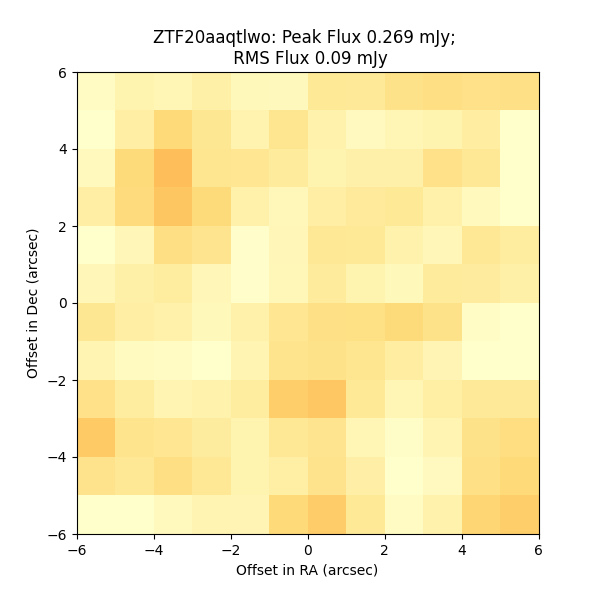 ZTF20aaqtlwo: Peak Flux 0.269 mJy;
RMS Flux 0.09 mJy
6
4
2
0
−2
−4
−6
Offset in Dec (arcsec)
−6 −4 −2 0 2 4 6
Offset in RA (arcsec)